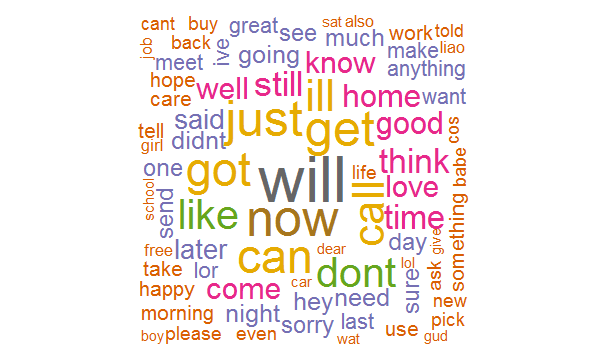 cant buy great sat also
job back ive see much work told
meet going know make liao
hope well still ill anything
care said just get home want
tell didnt good cos
girl one got will life think babe
school send like now call love time
free later can dear day give something
take lor car dont lol sure ask
happy come hey need new
morning night sorry last use pick
boy please even wat gud